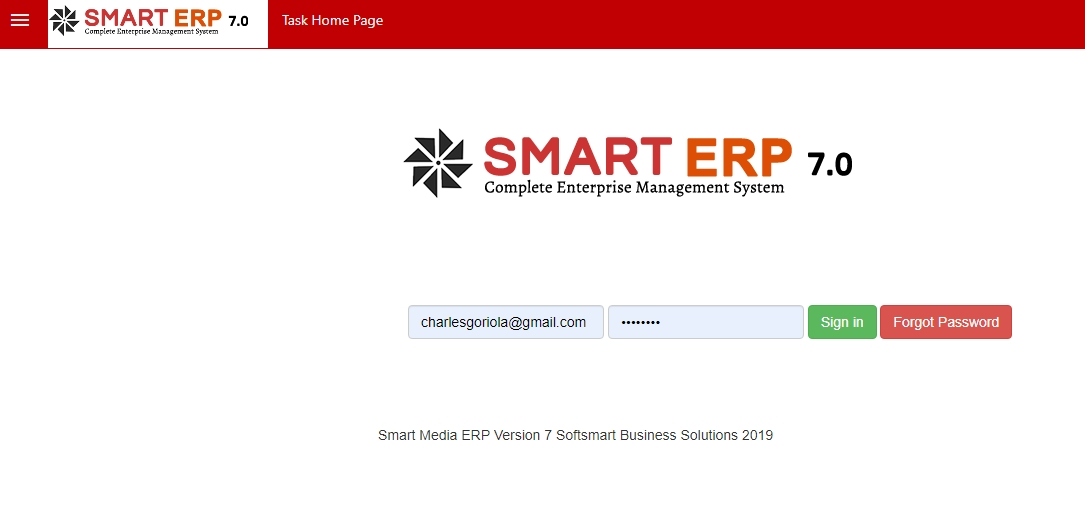 SMART ERP 7.0 Task Home Page
Complete Enterprise Management System
SMART ERP 7.0
Complete Enterprise Management System
charlesgoriola@gmail.com •••••••• Sign in Forgot Password
Smart Media ERP Version 7 Softsmart Business Solutions 2019